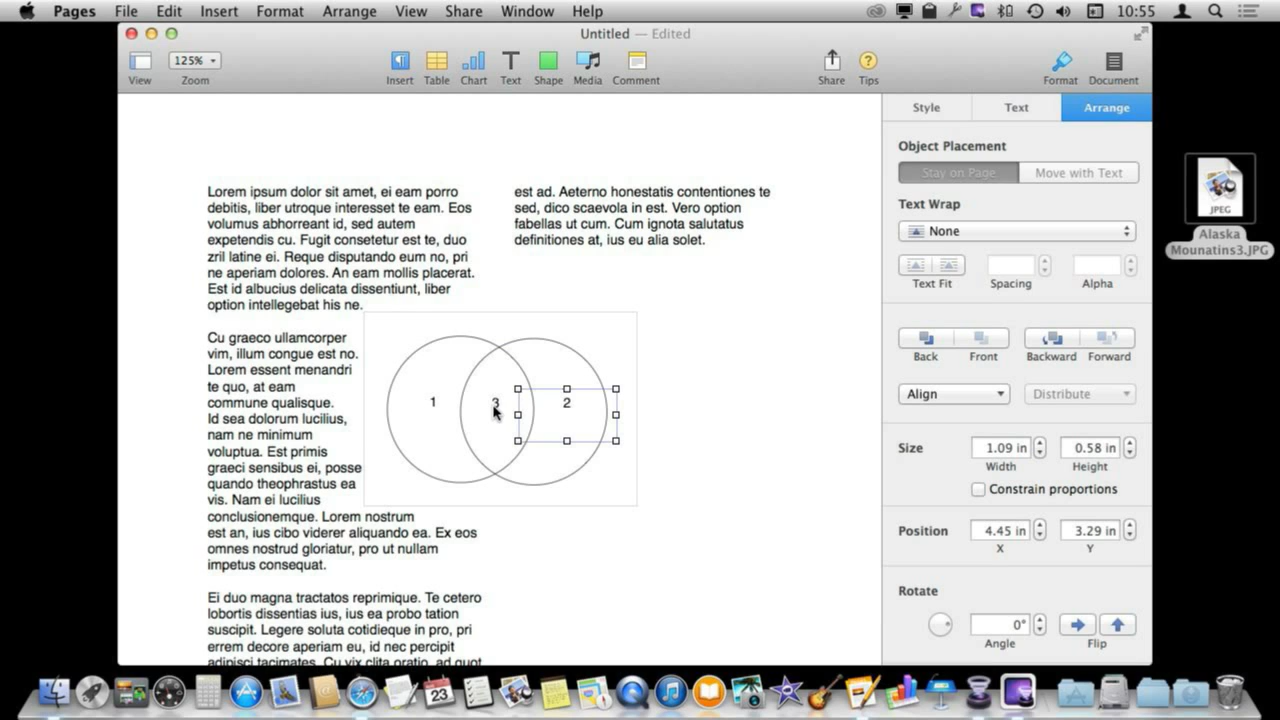 Pages File Edit Insert Format Arrange View Share Window Help 10:55
Untitled — Edited
125%
View Zoom Insert Table Chart Text Shape Media Comment Share Tips Format Document
Style Text Arrange
Lorem ipsum dolor sit amet, ei eam porro
debitis, liber utroque interesset te eam. Eos
volumus abhorreant id, sed autem
expetendis cu. Fugit consetetur est te, duo
zril latine ei. Reque disputando eum no, pri
ne aperiam dolores. An eam mollis placerat.
Est id albucius delicata dissentiunt, liber
option intellegebat his ne.
Cu graeco ullamcorper
vim, illum congue est no.
Lorem essent menandri
te quo, at eam
commune qualisque.
Id sea dolorum lucilius,
nam ne minimum
voluptua. Est primis
graeci sensibus ei, posse
quando theophrastus ea
vis. Nam ei lucilius
conclusionemque. Lorem nostrum
est an, ius cibo viderer aliquando ea. Ex eos
omnes nostrud gloriatur, pro ut nullam
impetus consequat.
Ei duo magna tractatos reprimique. Te cetero
lobortis dissentias ius, ius ea probo tation
suscipit. Legere soluta cotidieque in pro, pri
errem decore aperiam eu, id nec percipit
adipisci tacimates. Cu vix clita oratio, ad quot
est ad. Aeterno honestatis contentiones te
sed, dico scaevola in est. Vero option
fabellas ut cum. Cum ignota salutatus
definitiones at, ius eu alia solet.
1 3 2
Object Placement
Stay on Page Move with Text
Text Wrap
None
Text Fit Spacing Alpha
Back Front Backward Forward
Align Distribute
Size 1.09 in 0.58 in
Width Height
Constrain proportions
Position 4.45 in 3.29 in
X Y
Rotate
0°
Angle Flip
JPEG
Alaska
Mounatins3.JPG
23